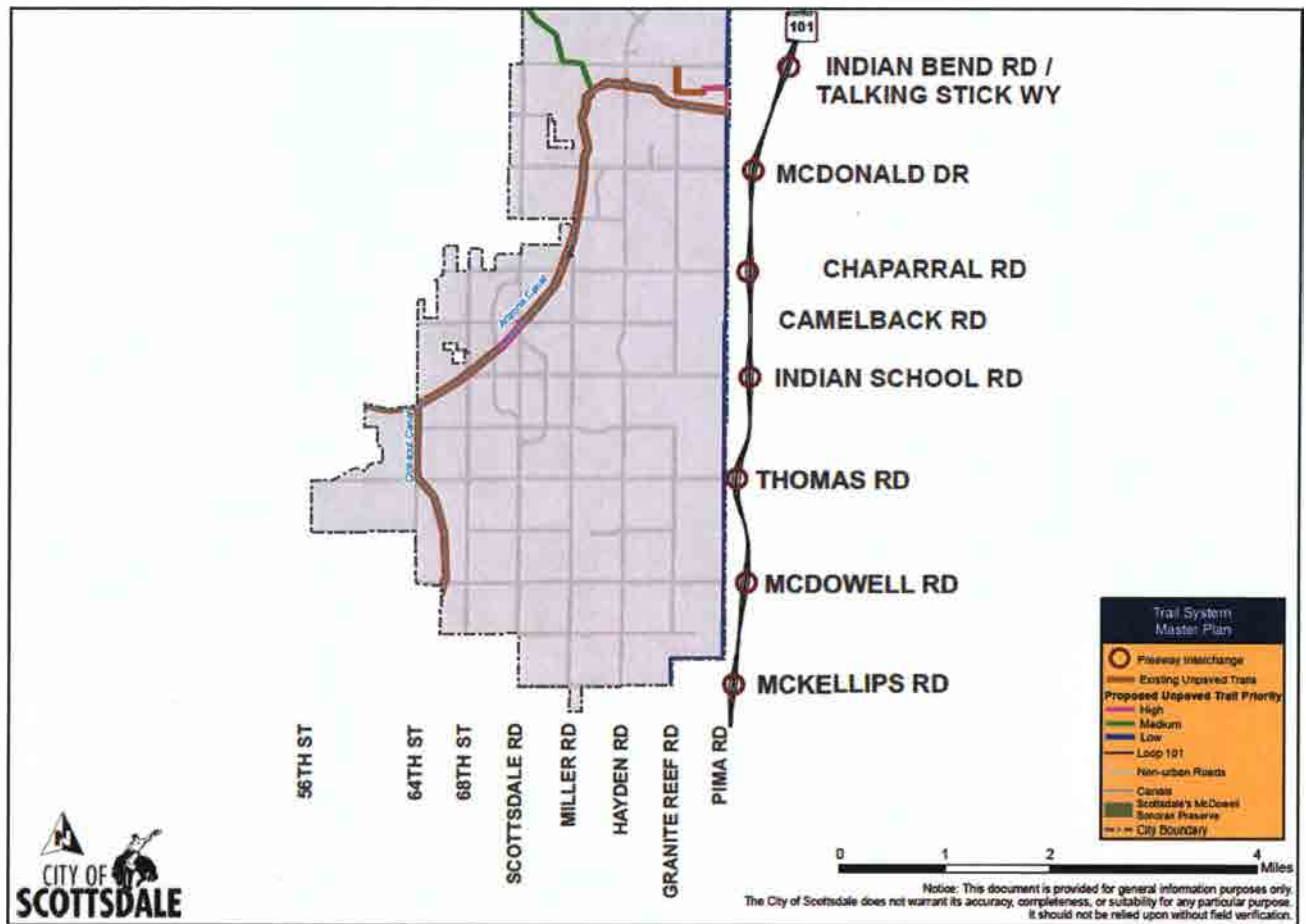 101
INDIAN BEND RD /
TALKING STICK WY
MCDONALD DR
CHAPARRAL RD
Arizona Canal
CAMELBACK RD
INDIAN SCHOOL RD
Crosscut Canal
THOMAS RD
MCDOWELL RD
MCKELLIPS RD
56TH ST
64TH ST
68TH ST
SCOTTSDALE RD
MILLER RD
HAYDEN RD
GRANITE REEF RD
PIMA RD
Trail System
Master Plan
Freeway Interchange
Existing Unpaved Trails
Proposed Unpaved Trail Priority
High
Medium
Low
Loop 101
Non-urban Roads
Canals
Scottsdale's McDowell
Sonoran Preserve
City Boundary
N
CITY OF
SCOTTSDALE
0 1 2 4
Miles
Notice: This document is provided for general information purposes only.
The City of Scottsdale does not warrant its accuracy, completeness, or suitability for any particular purpose.
It should not be relied upon without field verification.